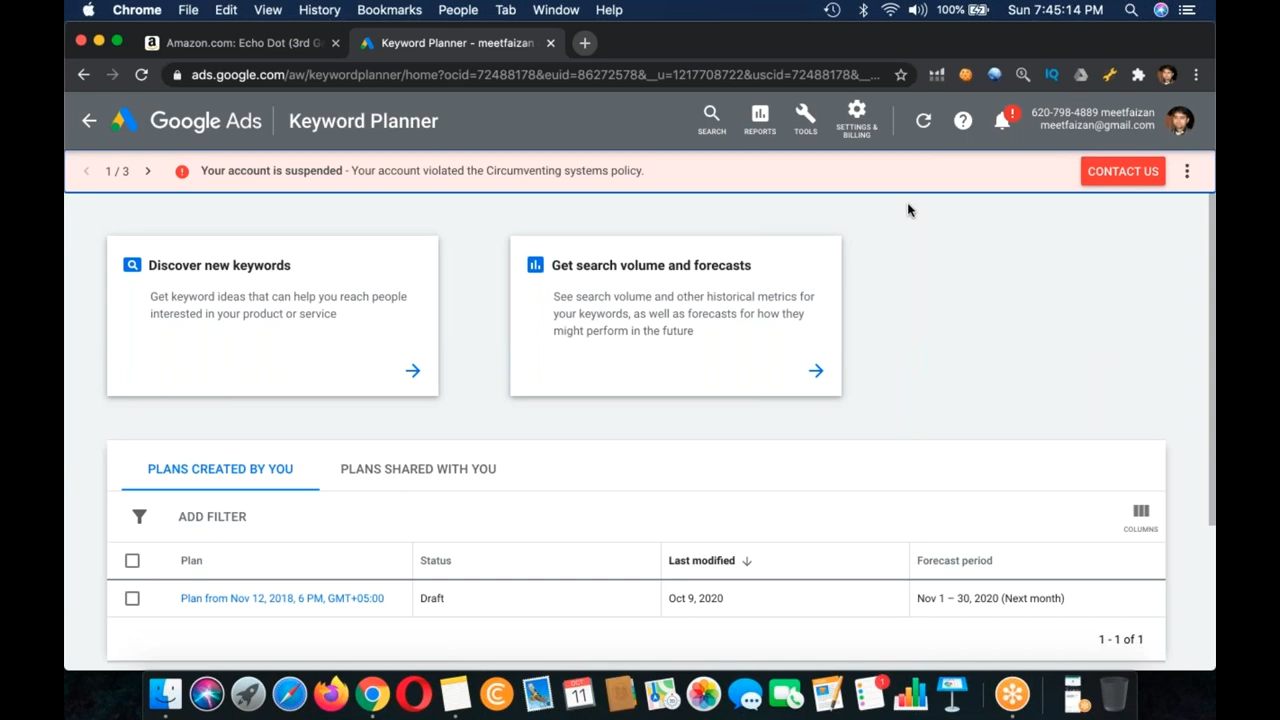 Chrome File Edit View History Bookmarks People Tab Window Help 100% Sun 7:45:14 PM
Amazon.com: Echo Dot (3rd G
Keyword Planner - meetfaizan
ads.google.com/aw/keywordplanner/home?ocid=72488178&euid=86272578&__u=1217708722&uscid=72488178&__...
IQ
Google Ads
Keyword Planner
SEARCH
REPORTS
TOOLS
SETTINGS &
BILLING
!
620-798-4889 meetfaizan
meetfaizan@gmail.com
1 / 3
Your account is suspended - Your account violated the Circumventing systems policy.
CONTACT US
Discover new keywords
Get keyword ideas that can help you reach people
interested in your product or service
Get search volume and forecasts
See search volume and other historical metrics for
your keywords, as well as forecasts for how they
might perform in the future
PLANS CREATED BY YOU
PLANS SHARED WITH YOU
ADD FILTER
COLUMNS
Plan Status Last modified Forecast period
Plan from Nov 12, 2018, 6 PM, GMT+05:00 Draft Oct 9, 2020 Nov 1 – 30, 2020 (Next month)
1 - 1 of 1
11
1